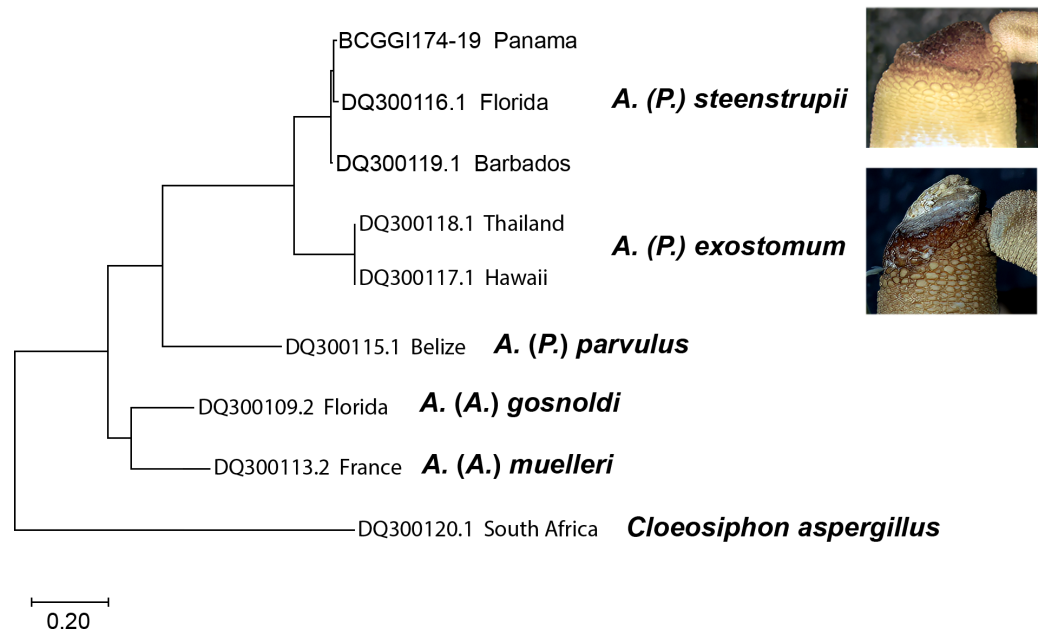 BCGGI174-19 Panama
DQ300116.1 Florida
A. (P.) steenstrupii
DQ300119.1 Barbados
DQ300118.1 Thailand
A. (P.) exostomum
DQ300117.1 Hawaii
DQ300115.1 Belize A. (P.) parvulus
DQ300109.2 Florida A. (A.) gosnoldi
DQ300113.2 France A. (A.) muelleri
DQ300120.1 South Africa Cloeosiphon aspergillus
0.20